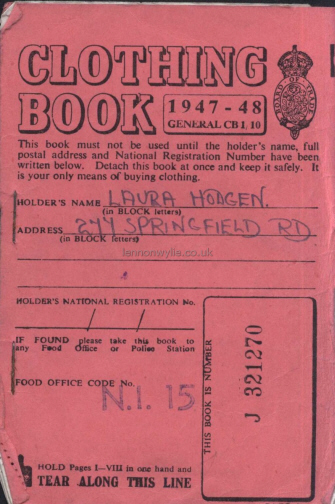 CLOTHING
BOOK
1947 - 48
GENERAL CB I/10
BOARD OF TRADE
This book must not be used until the holder's name, full
postal address and National Registration Number have been
written below. Detach this book at once and keep it safely. It
is your only means of buying clothing.
HOLDER'S NAME LAURA HODGEN.
(in BLOCK letters)
ADDRESS 244 SPRINGFIELD RD
(in BLOCK letters)
lennonwylie.co.uk
HOLDER'S NATIONAL REGISTRATION No.
/ /
IF FOUND please take this book to
any Food Office or Police Station
FOOD OFFICE CODE No.
N.I. 15
THIS BOOK IS NUMBER
J 321270
HOLD Pages I—VIII in one hand and
TEAR ALONG THIS LINE